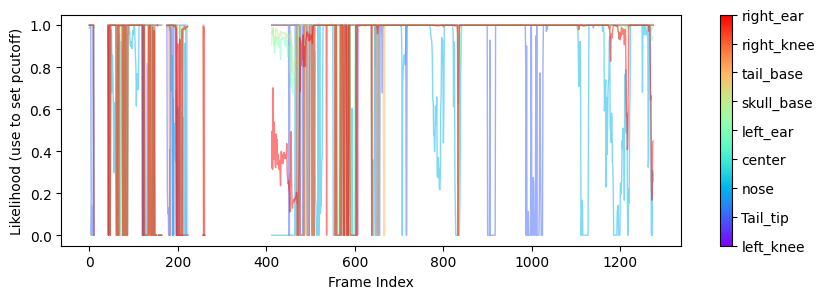 Likelihood (use to set pcutoff)
1.0
0.8
0.6
0.4
0.2
0.0
0
200
400
600
800
1000
1200
Frame Index
right_ear
right_knee
tail_base
skull_base
left_ear
center
nose
Tail_tip
left_knee